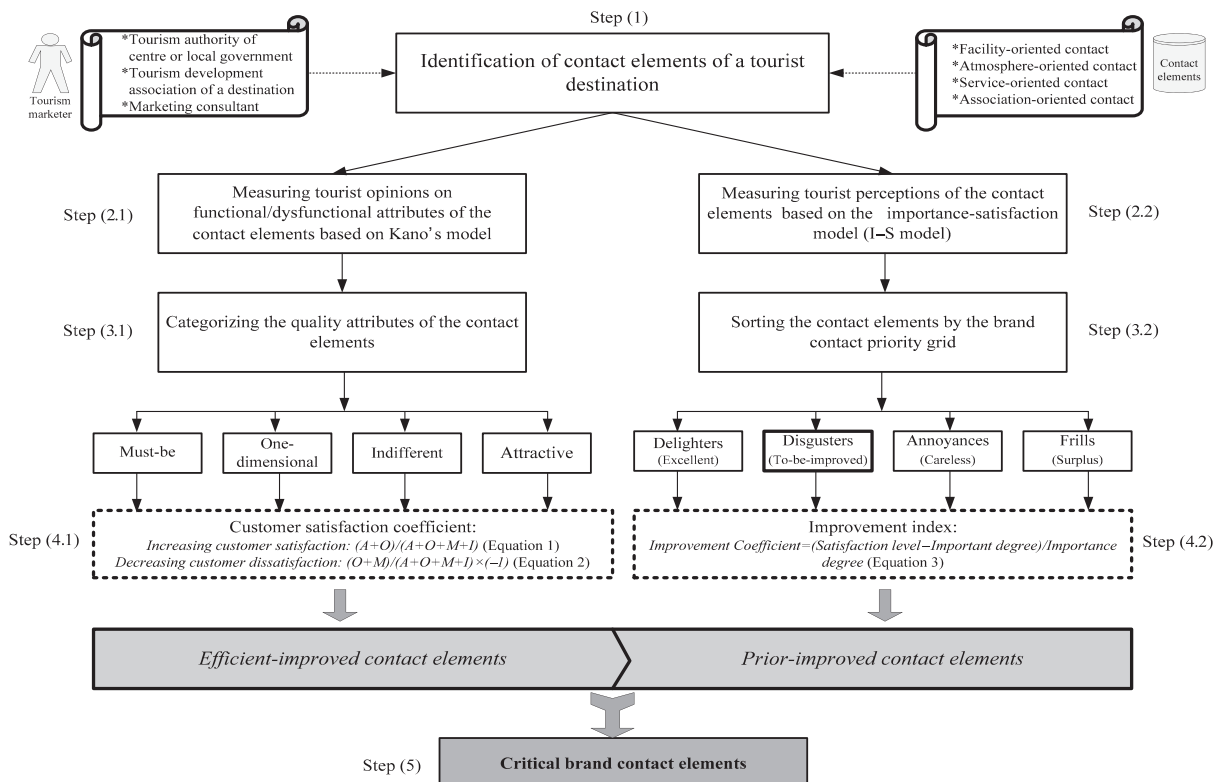 Step (1)
*Tourism authority of
centre or local government
*Tourism development
association of a destination
*Marketing consultant
Tourism
marketer
Identification of contact elements of a tourist
destination
*Facility-oriented contact
*Atmosphere-oriented contact
*Service-oriented contact
*Association-oriented contact
Contact
elements
Step (2.1)
Measuring tourist opinions on
functional/dysfunctional attributes of the
contact elements based on Kano's model
Measuring tourist perceptions of the contact
elements based on the importance-satisfaction
model (I–S model)
Step (2.2)
Step (3.1)
Categorizing the quality attributes of the contact
elements
Sorting the contact elements by the brand
contact priority grid
Step (3.2)
Must-be
One-
dimensional
Indifferent
Attractive
Delighters
(Excellent)
Disgusters
(To-be-improved)
Annoyances
(Careless)
Frills
(Surplus)
Step (4.1)
Customer satisfaction coefficient:
Increasing customer satisfaction: (A+O)/(A+O+M+I) (Equation 1)
Decreasing customer dissatisfaction: (O+M)/(A+O+M+I)×(–1) (Equation 2)
Improvement index:
Improvement Coefficient=(Satisfaction level–Important degree)/Importance
degree (Equation 3)
Step (4.2)
Efficient-improved contact elements
Prior-improved contact elements
Step (5)
Critical brand contact elements